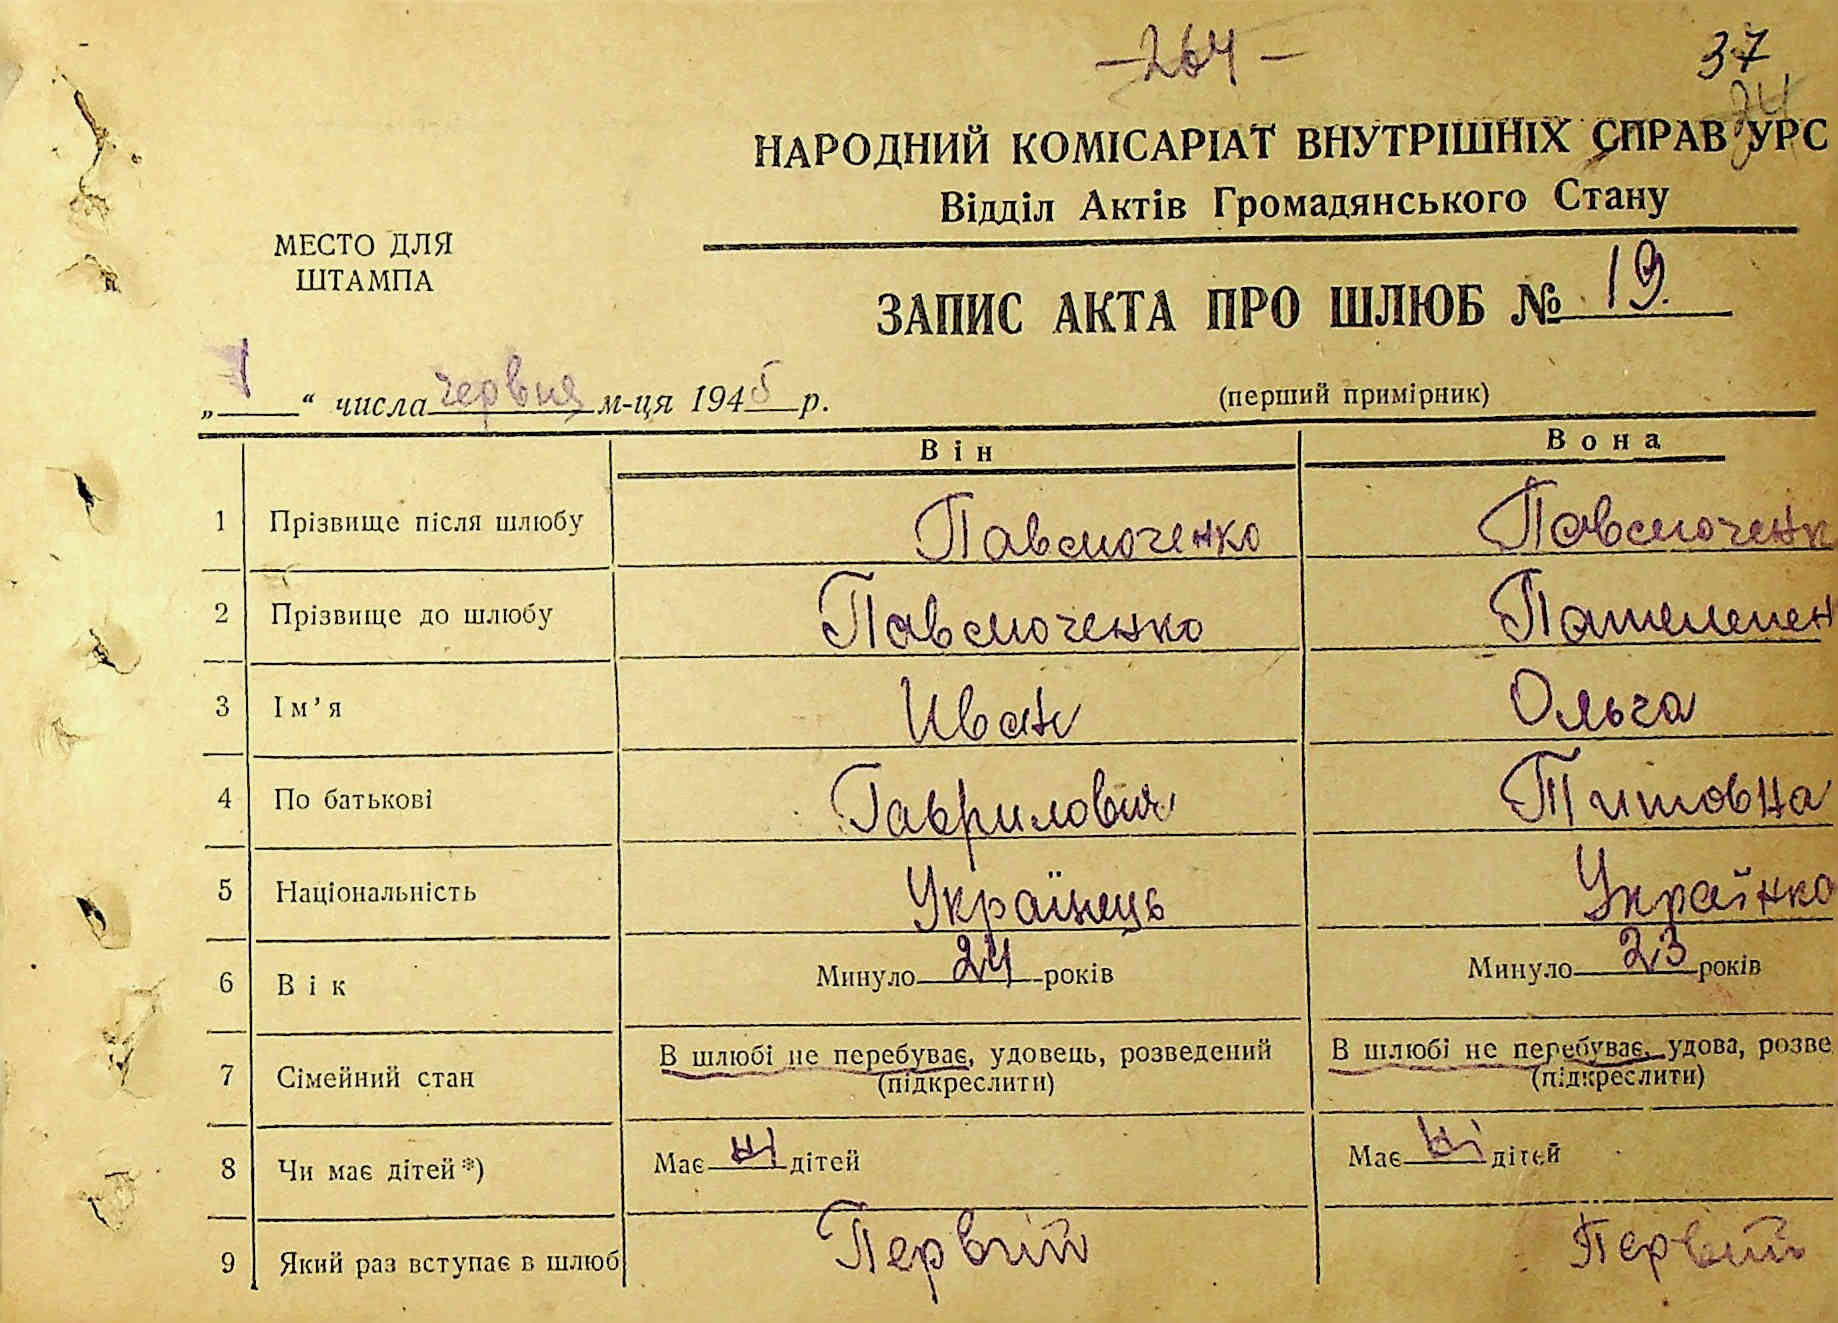 -264-
37
24
НАРОДНИЙ КОМІСАРІАТ ВНУТРІШНІХ СПРАВ УРС
Відділ Актів Громадянського Стану
МЕСТО ДЛЯ
ШТАМПА
ЗАПИС АКТА ПРО ШЛЮБ № 19.
„1“ числа червня м-ця 1945 р.
(перший примірник)
Він Вона
1 Прізвище після шлюбу Павлюченко Павлюченк
2 Прізвище до шлюбу Павлюченко
3 Ім’я Иван Ольга
4 По батькові Гаврилович Титовна
5 Національність Українець Українка
6 Вік Минуло 24 років Минуло 23 років
7 Сімейний стан В шлюбі не перебуває, удовець, розведений В шлюбі не перебуває, удова, розве
(підкреслити) (підкреслити)
8 Чи має дітей*) Має ні дітей Має ні дітей
9 Який раз вступає в шлюб Первий Первий